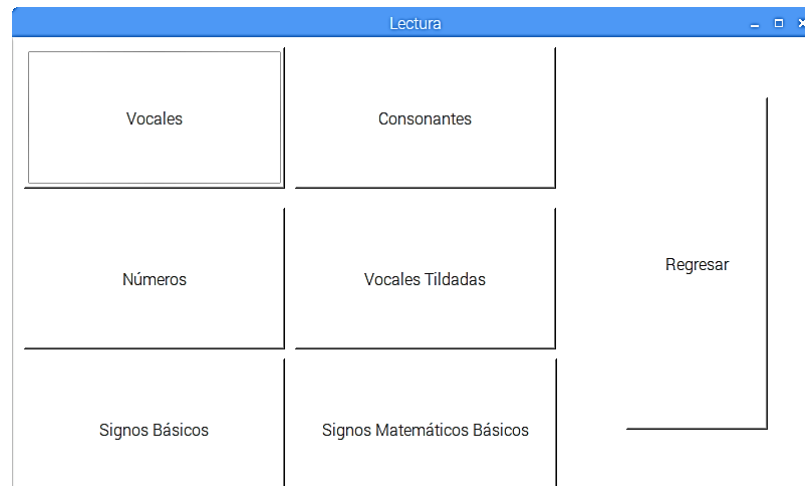 Lectura
Vocales
Consonantes
Números
Vocales Tildadas
Regresar
Signos Básicos
Signos Matemáticos Básicos